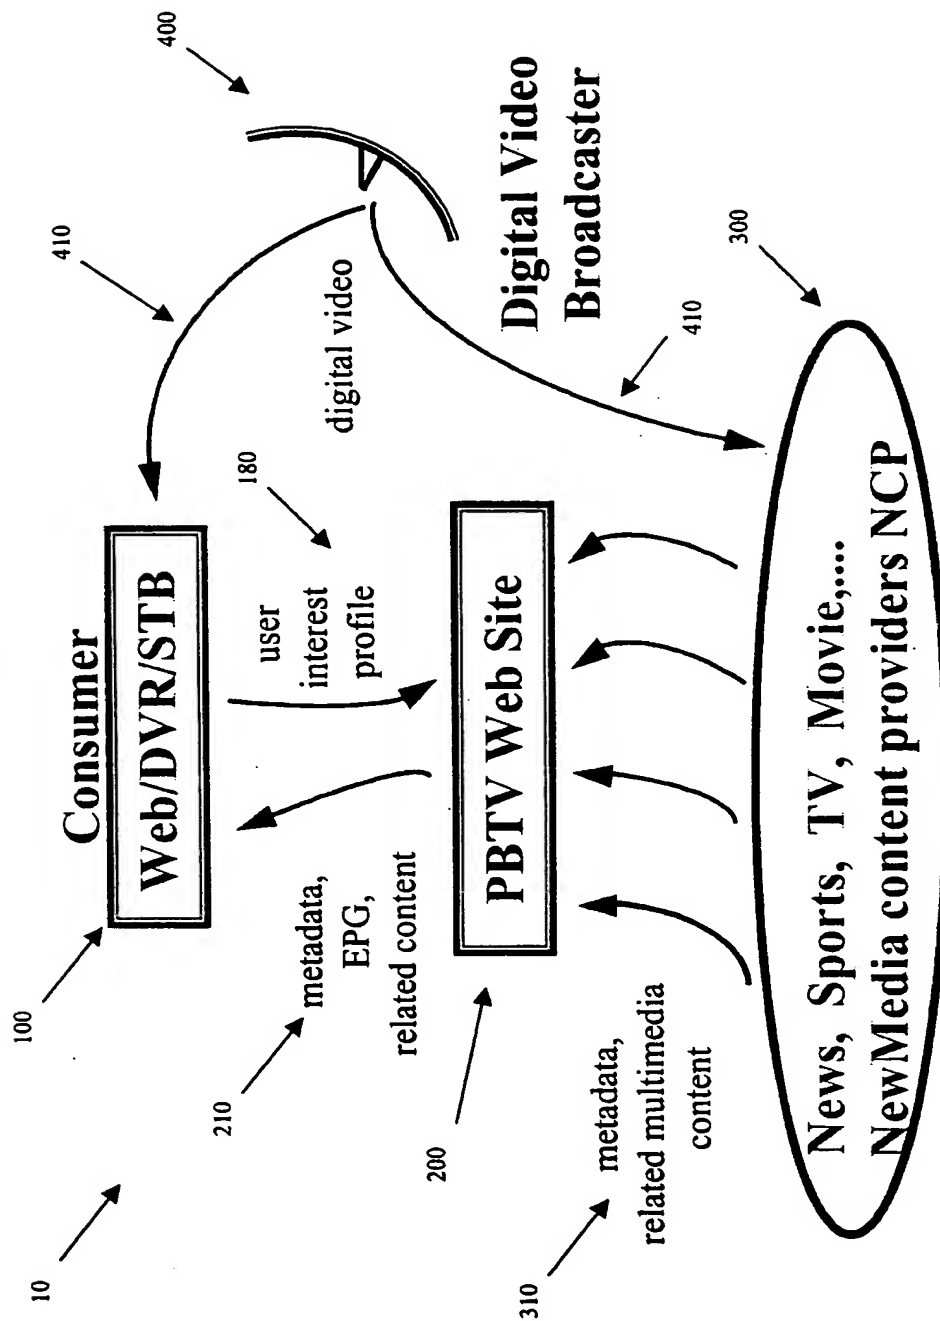 10
100
Consumer
Web/DVR/STB
410
400
210
metadata,
EPG,
related content
user
interest
profile
180
digital video
Digital Video
Broadcaster
200
PBTV Web Site
410
310
metadata,
related multimedia
content
300
News, Sports, TV, Movie,....
NewMedia content providers NCP